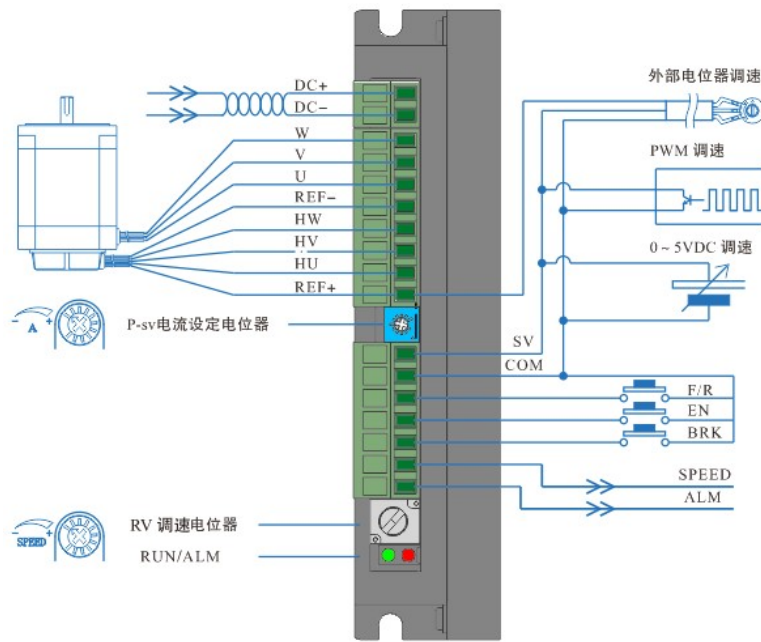 外部电位器调速
DC+
DC-
W
V
U
REF-
HW
HV
HU
REF+
PWM 调速
0~5VDC 调速
A
P-sv电流设定电位器
SV
COM
F/R
EN
BRK
SPEED
ALM
RV 调速电位器
SPEED
RUN/ALM